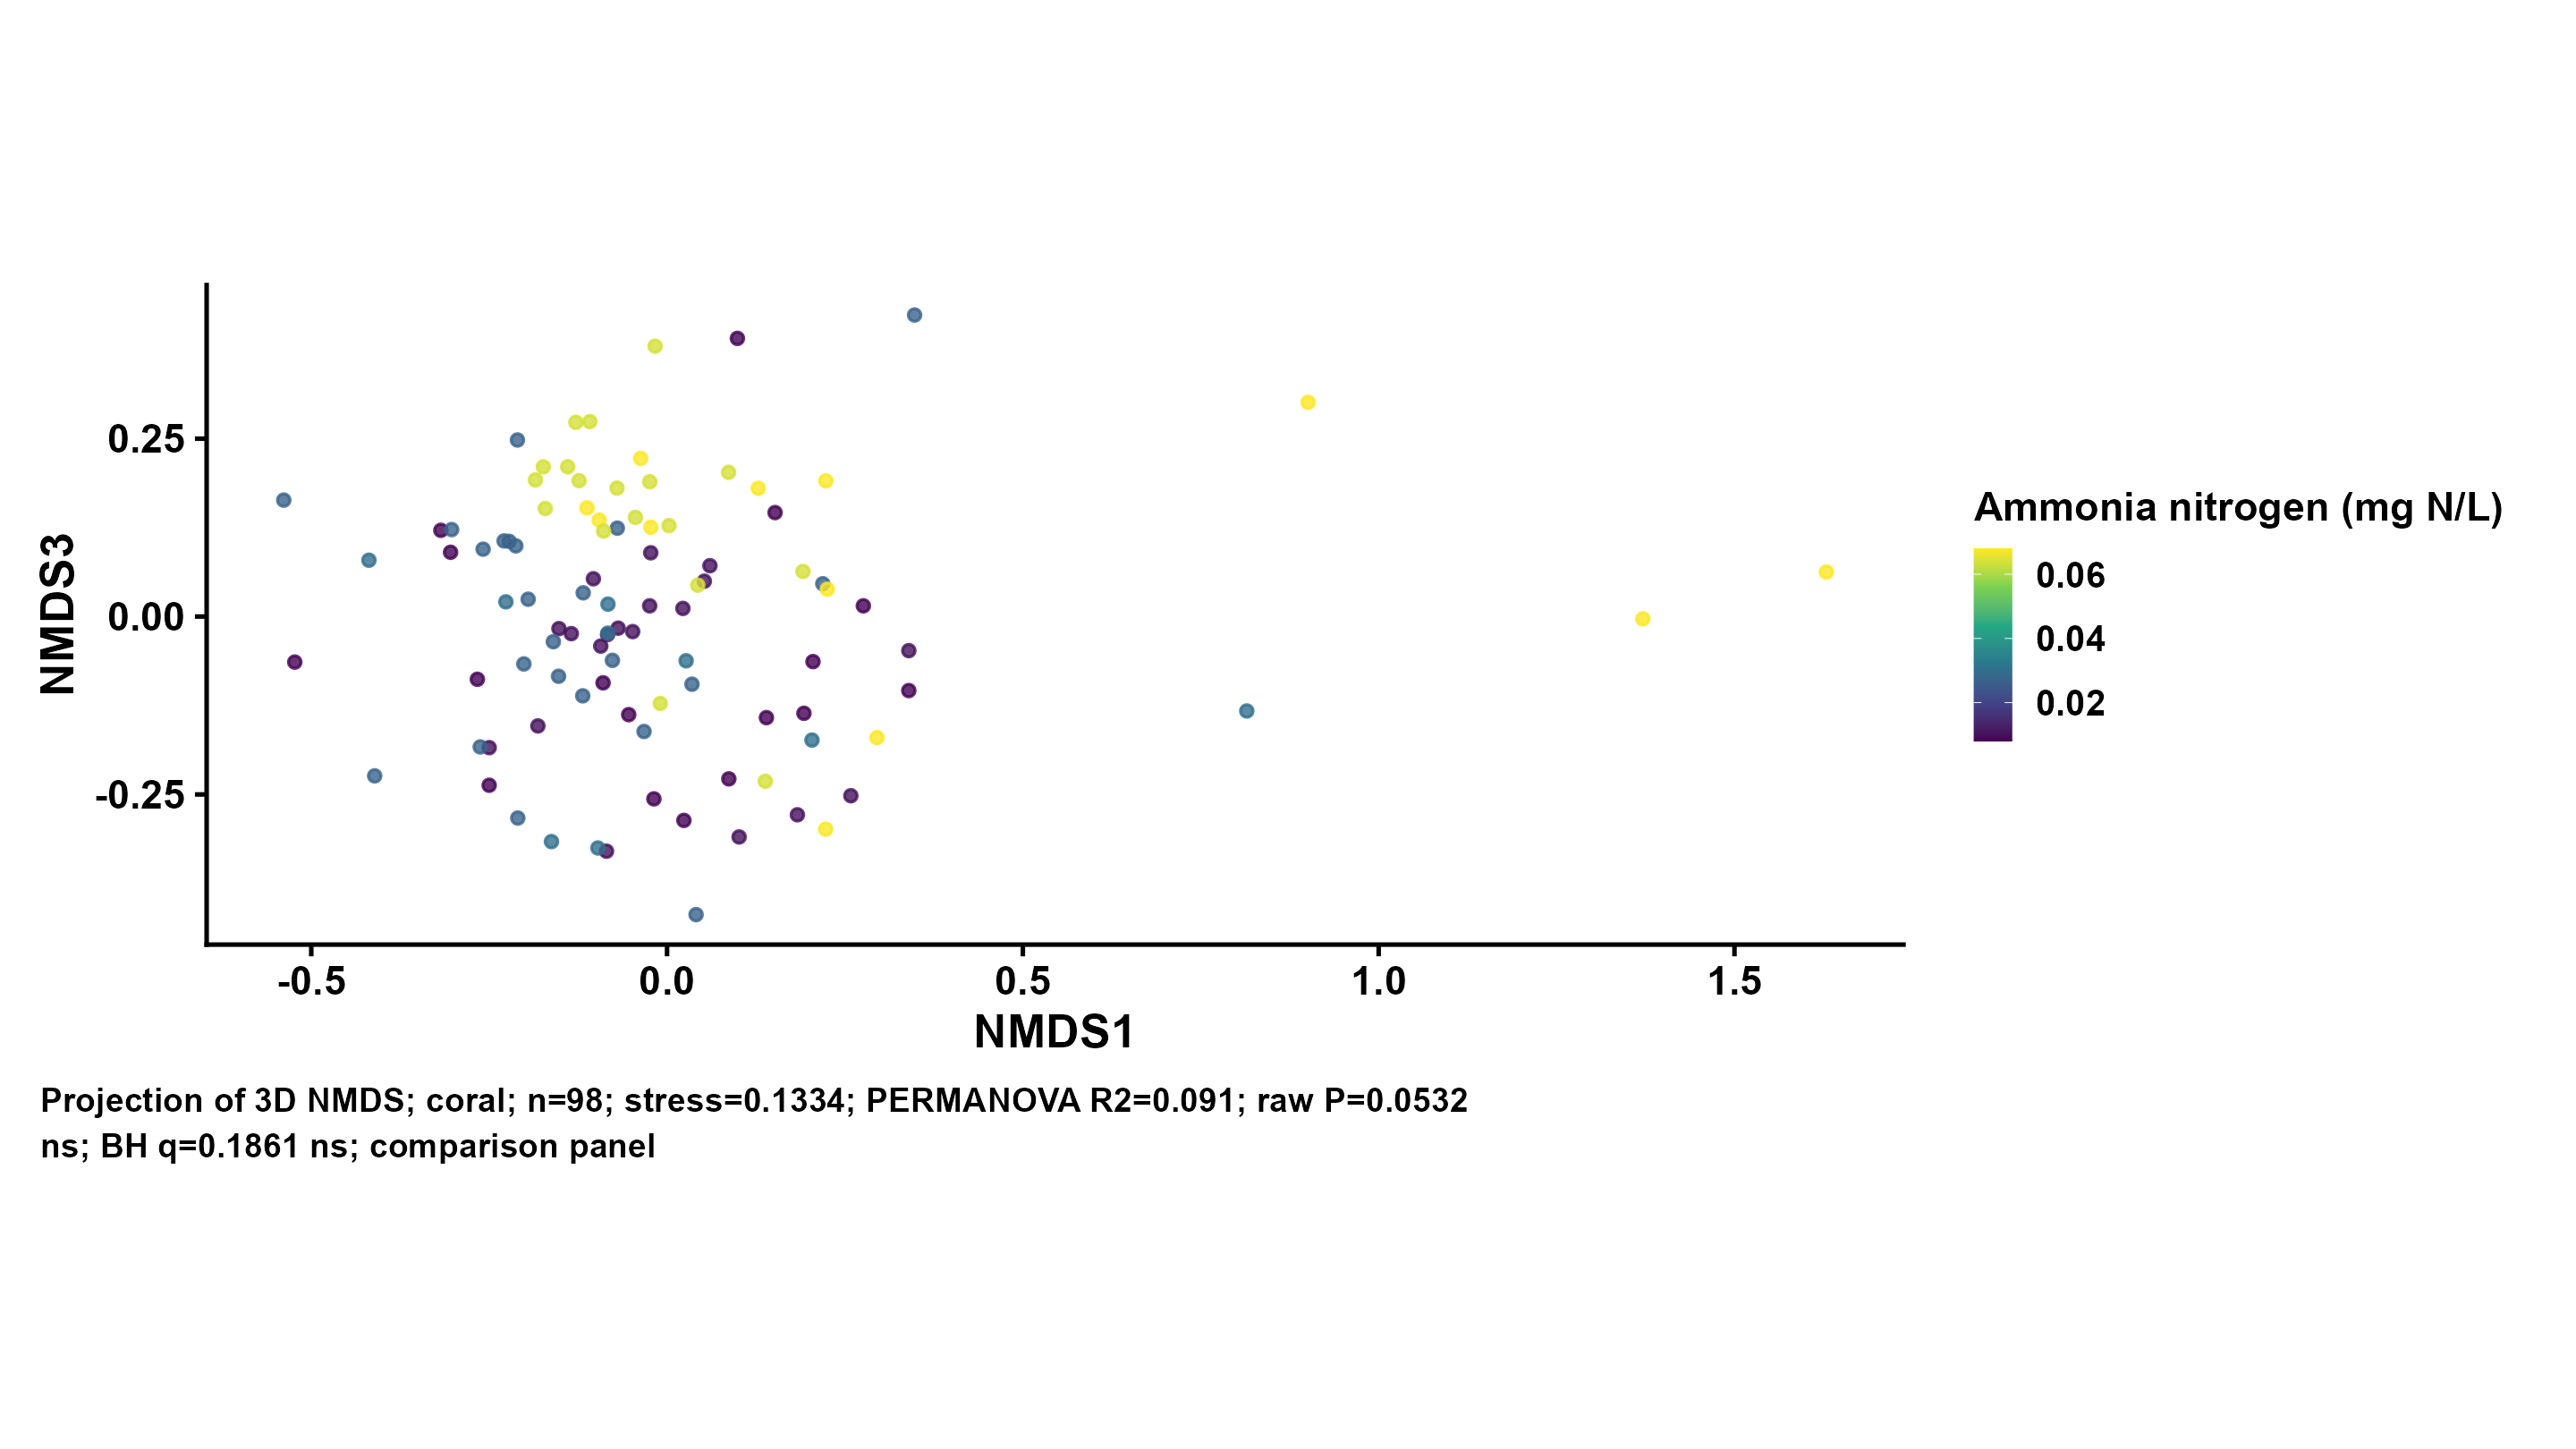 NMDS3
0.25
0.00
-0.25
-0.5
0.0
0.5
1.0
1.5
NMDS1
Ammonia nitrogen (mg N/L)
0.06
0.04
0.02
Projection of 3D NMDS; coral; n=98; stress=0.1334; PERMANOVA R2=0.091; raw P=0.0532
ns; BH q=0.1861 ns; comparison panel